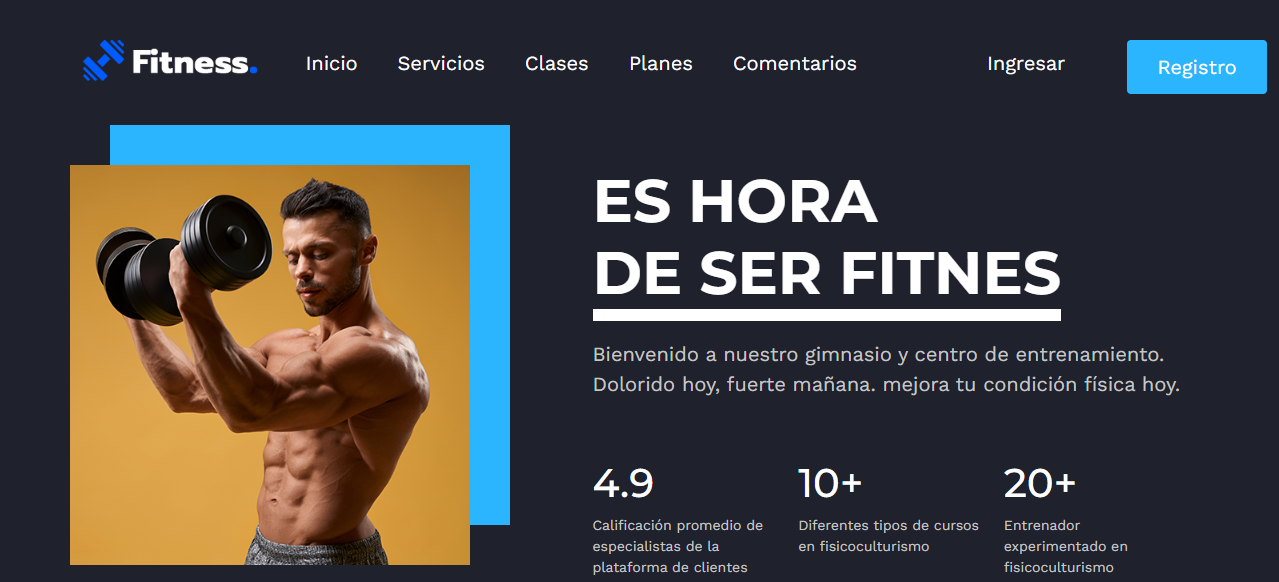 Fitness.
Inicio
Servicios
Clases
Planes
Comentarios
Ingresar
Registro
ES HORA
DE SER FITNES
Bienvenido a nuestro gimnasio y centro de entrenamiento.
Dolorido hoy, fuerte mañana. mejora tu condición física hoy.
4.9
Calificación promedio de
especialistas de la
plataforma de clientes
10+
Diferentes tipos de cursos
en fisicoculturismo
20+
Entrenador
experimentado en
fisicoculturismo